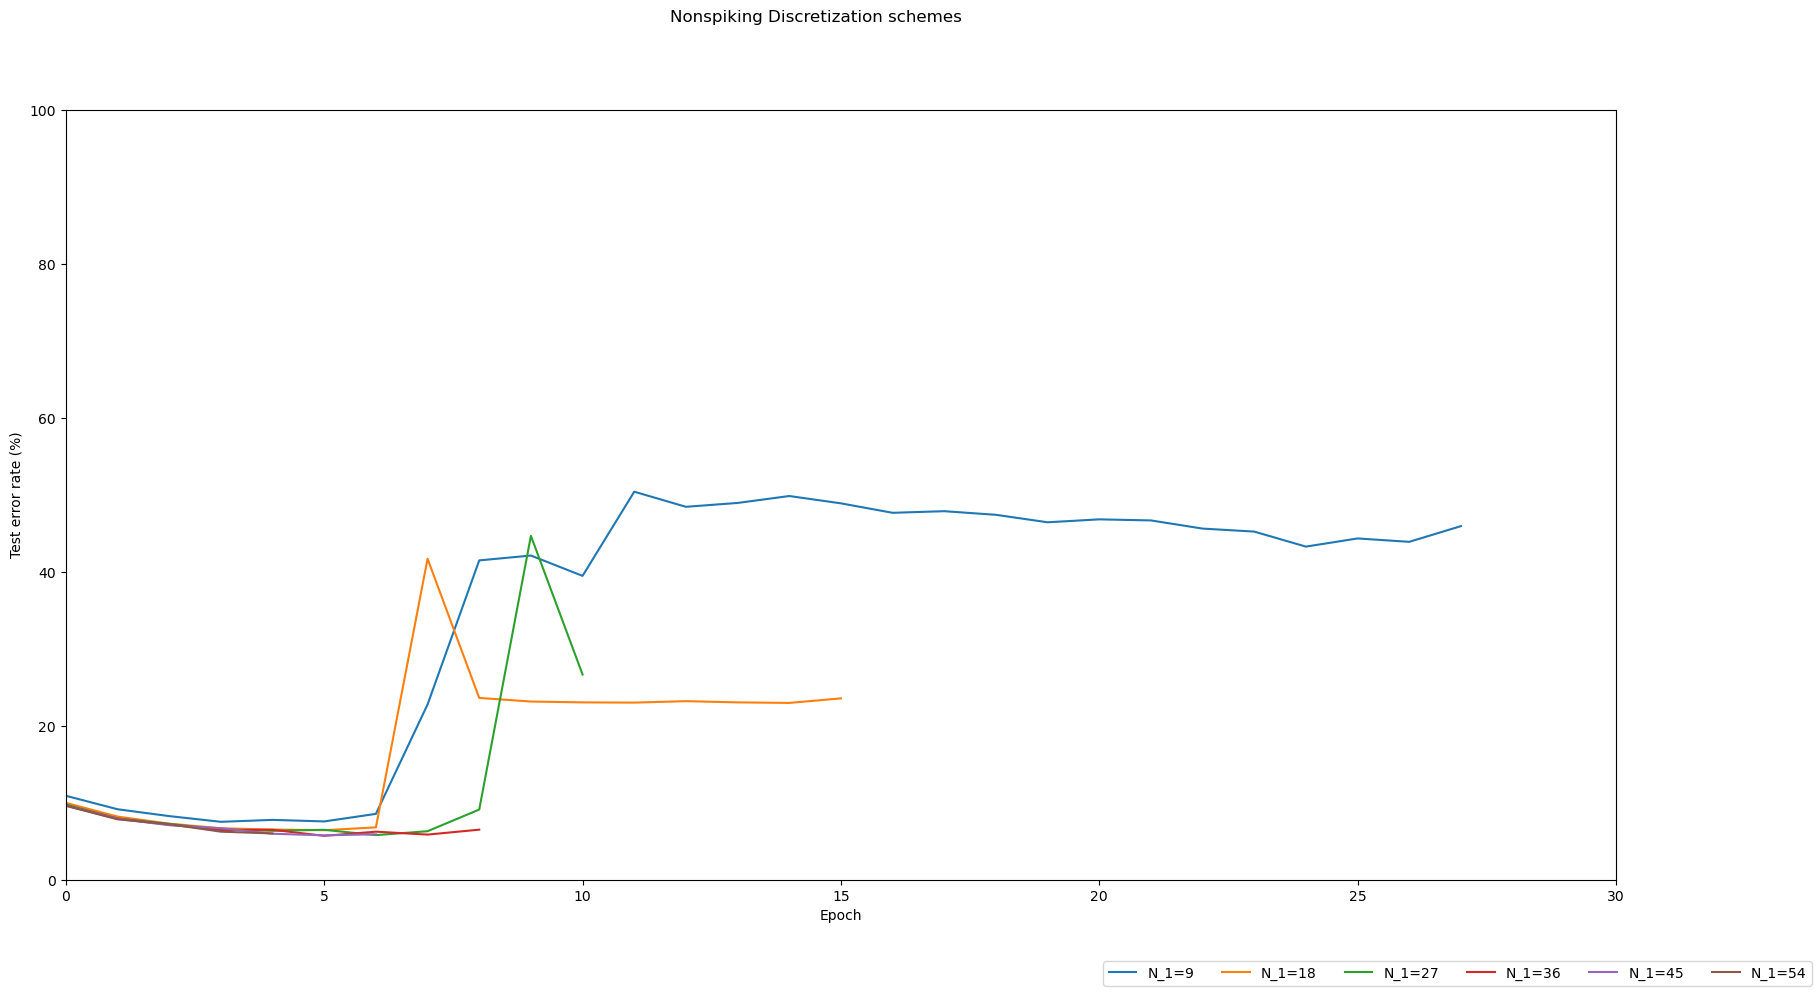 Nonspiking Discretization schemes
100
80
60
40
20
0
Test error rate (%)
0 5 10 15 20 25 30
Epoch
N_1=9 N_1=18 N_1=27 N_1=36 N_1=45 N_1=54